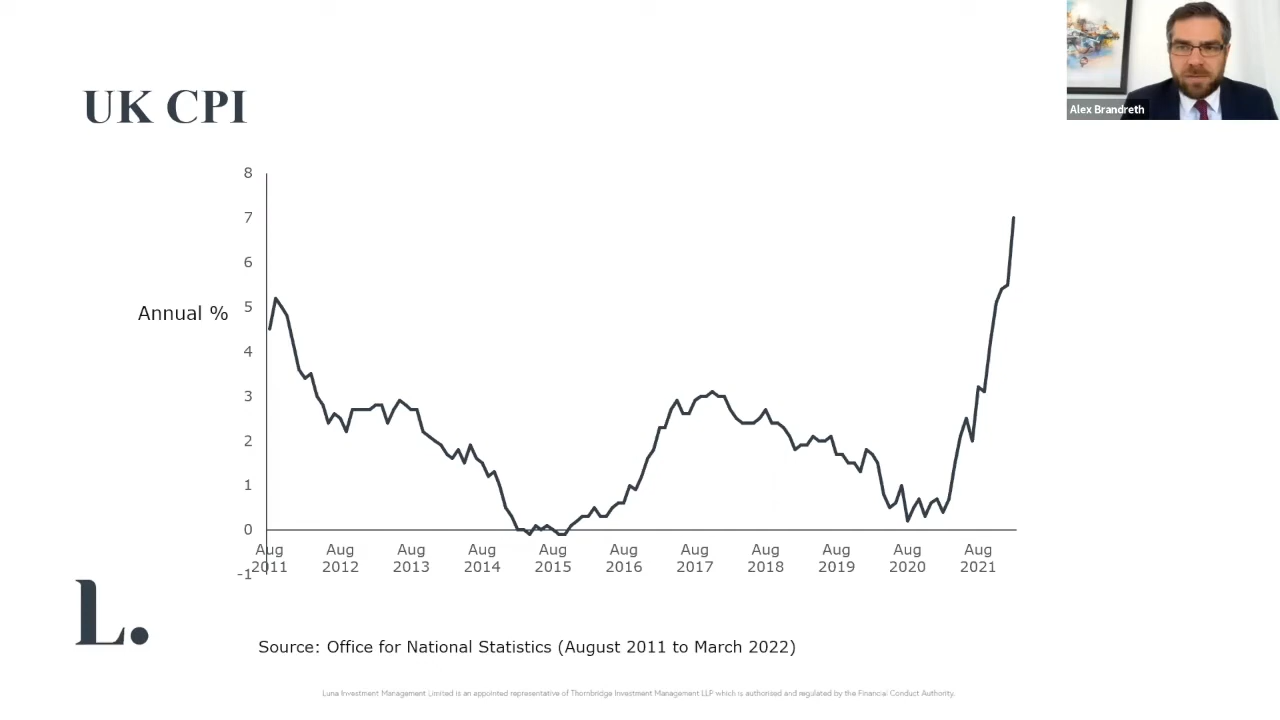 UK CPI
Alex Brandreth
8
7
6
Annual %
5
4
3
2
1
0
-1
Aug Aug Aug Aug Aug Aug Aug Aug Aug Aug Aug
2011 2012 2013 2014 2015 2016 2017 2018 2019 2020 2021
L.
Source: Office for National Statistics (August 2011 to March 2022)
Luna Investment Management Limited is an appointed representative of Thornbridge Investment Management LLP which is authorised and regulated by the Financial Conduct Authority.